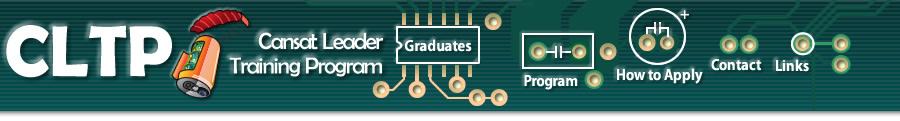 CLTP
Cansat Leader
Training Program
Graduates
Program
How to Apply
Contact
Links